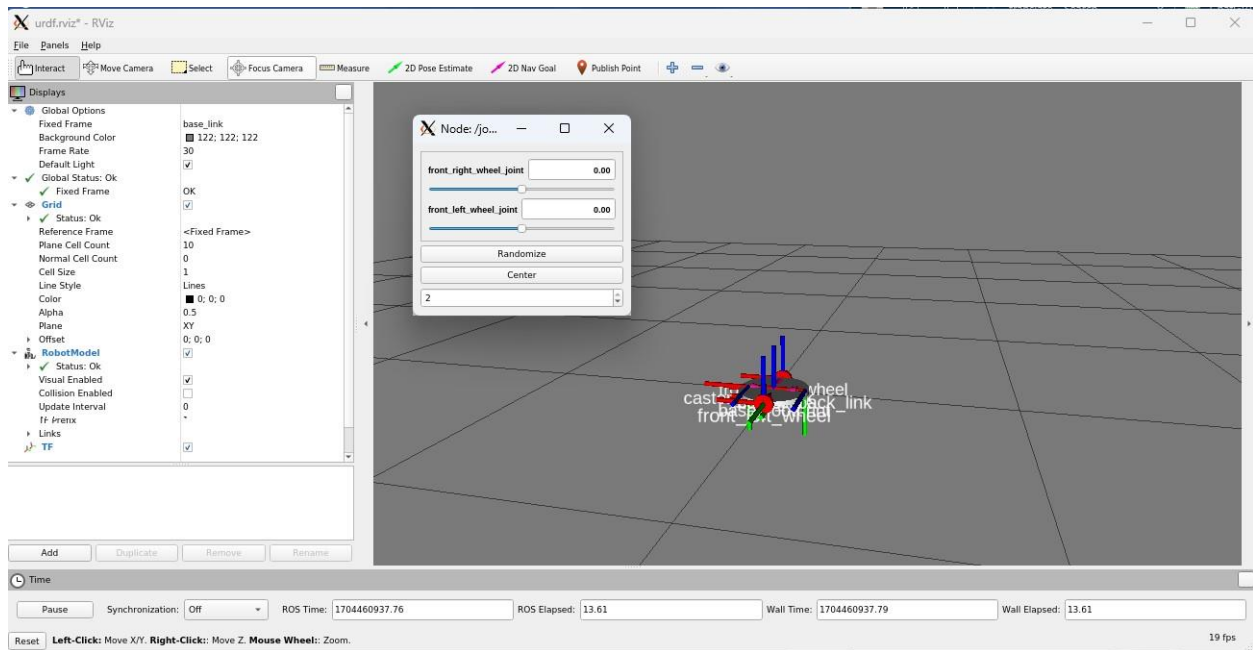 urdf.rviz* - RViz
File Panels Help
Interact Move Camera Select Focus Camera Measure 2D Pose Estimate 2D Nav Goal Publish Point
Displays
Global Options
Fixed Frame base_link
Background Color 122; 122; 122
Frame Rate 30
Default Light
Global Status: Ok
Fixed Frame OK
Grid
Status: Ok
Reference Frame <Fixed Frame>
Plane Cell Count 10
Normal Cell Count 0
Cell Size 1
Line Style Lines
Color 0; 0; 0
Alpha 0.5
Plane XY
Offset 0; 0; 0
RobotModel
Status: Ok
Visual Enabled
Collision Enabled
Update Interval 0
Links
TF
Add Duplicate Remove Rename
Node: /jo...
front_right_wheel_joint 0.00
front_left_wheel_joint 0.00
Randomize
Center
2
Time
Pause Synchronization: Off ROS Time: 1704460937.76 ROS Elapsed: 13.61 Wall Time: 1704460937.79 Wall Elapsed: 13.61
Reset Left-Click: Move X/Y. Right-Click:: Move Z. Mouse Wheel:: Zoom. 19 fps